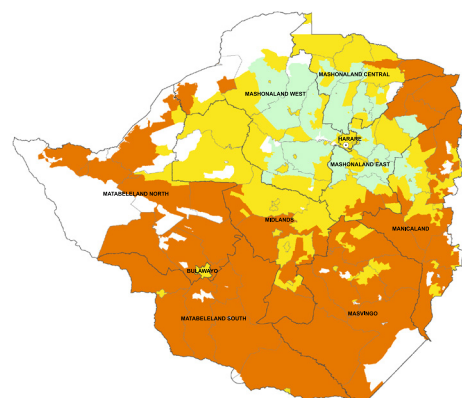 MASHONALAND CENTRAL
MASHONALAND WEST
HARARE
MASHONALAND EAST
MATABELELAND NORTH
MIDLANDS
MANICALAND
BULAWAYO
MATABELELAND SOUTH
MASVINGO